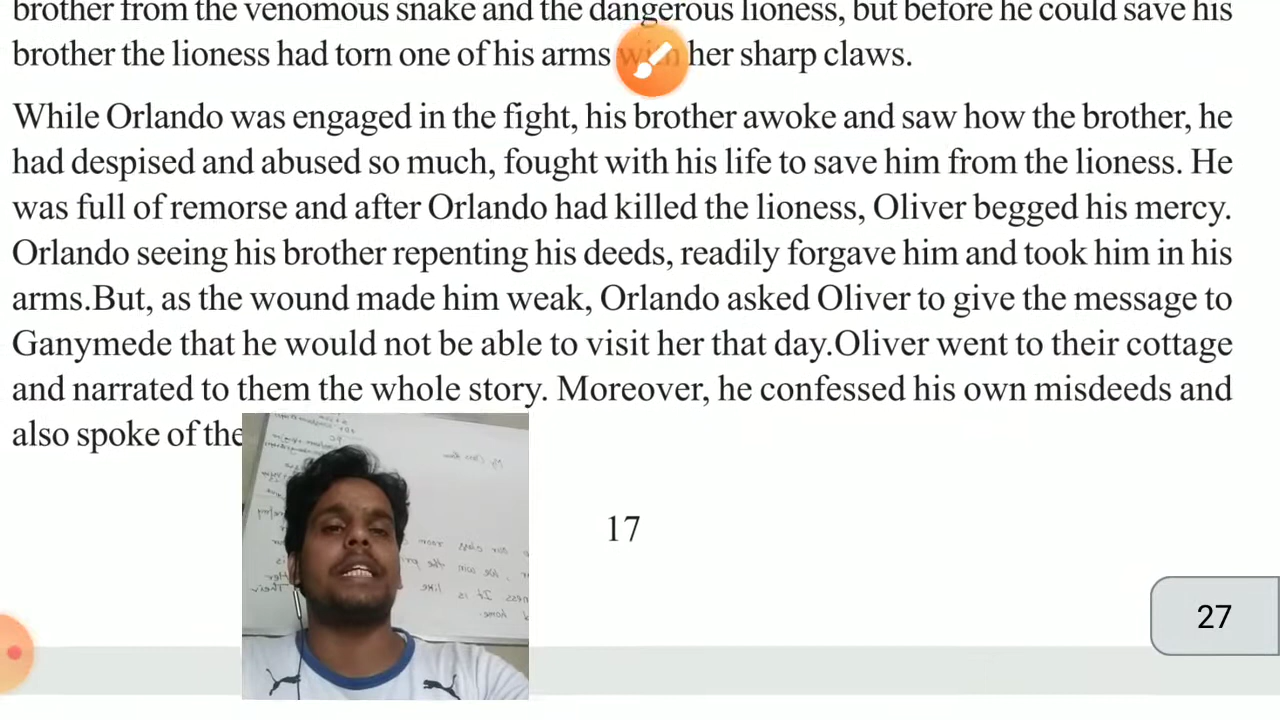 brother from the venomous snake and the dangerous lioness, but before he could save his
brother the lioness had torn one of his arms with her sharp claws.
While Orlando was engaged in the fight, his brother awoke and saw how the brother, he
had despised and abused so much, fought with his life to save him from the lioness. He
was full of remorse and after Orlando had killed the lioness, Oliver begged his mercy.
Orlando seeing his brother repenting his deeds, readily forgave him and took him in his
arms.But, as the wound made him weak, Orlando asked Oliver to give the message to
Ganymede that he would not be able to visit her that day.Oliver went to their cottage
and narrated to them the whole story. Moreover, he confessed his own misdeeds and
also spoke of the
17
27